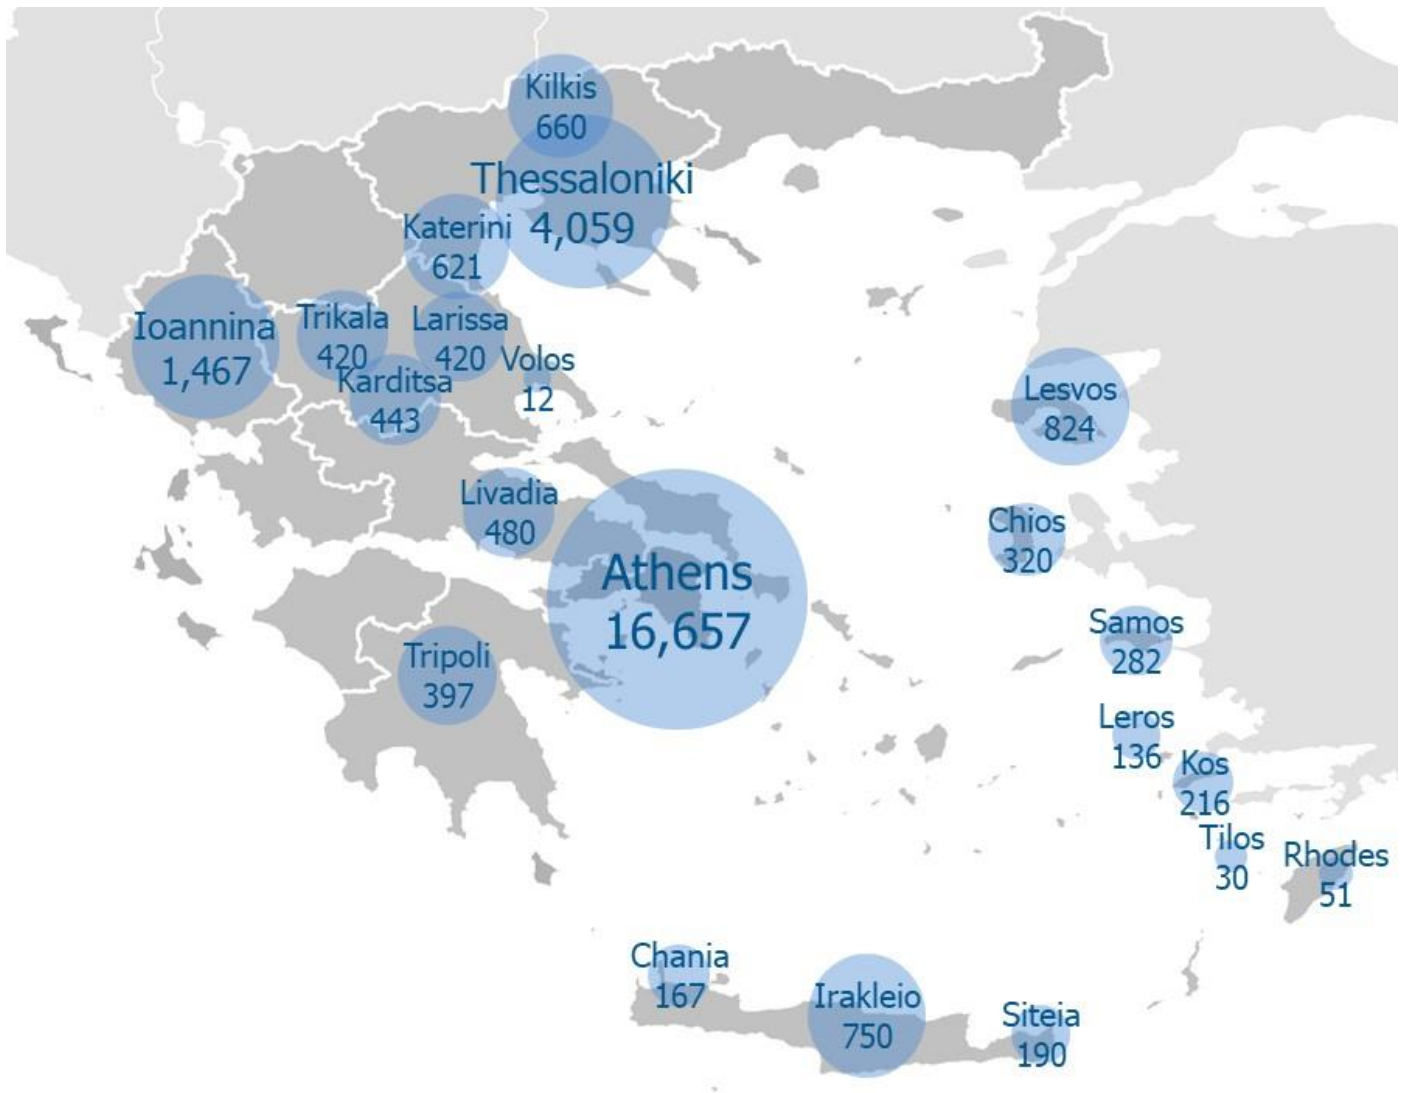 Kilkis
660
Thessaloniki
4,059
Katerini
621
Ioannina
1,467
Trikala
420
Larissa
420
Volos
12
Karditsa
443
Lesvos
824
Livadia
480
Chios
320
Athens
16,657
Samos
282
Tripoli
397
Leros
136
Kos
216
Tilos
30
Rhodes
51
Chania
167
Irakleio
750
Siteia
190